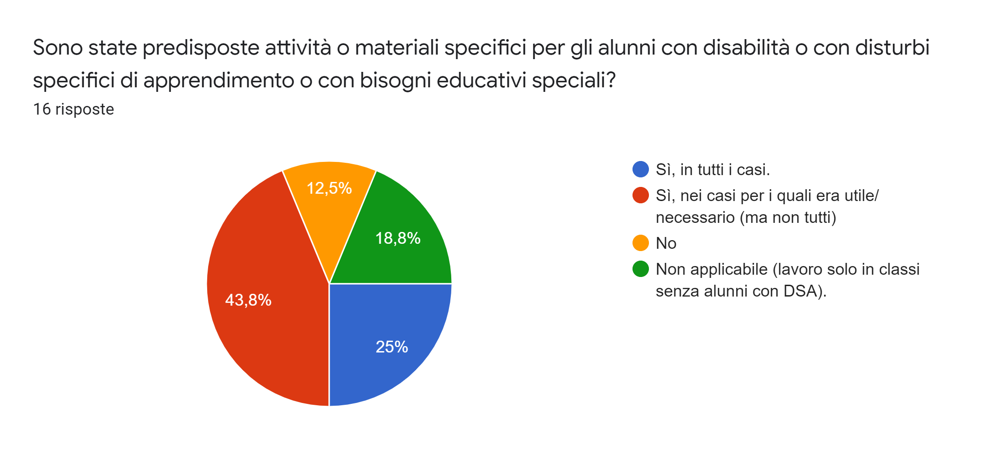 Sono state predisposte attività o materiali specifici per gli alunni con disabilità o con disturbi
specifici di apprendimento o con bisogni educativi speciali?
16 risposte
12,5%
18,8%
43,8%
25%
Sì, in tutti i casi.
Sì, nei casi per i quali era utile/
necessario (ma non tutti)
No
Non applicabile (lavoro solo in classi
senza alunni con DSA).